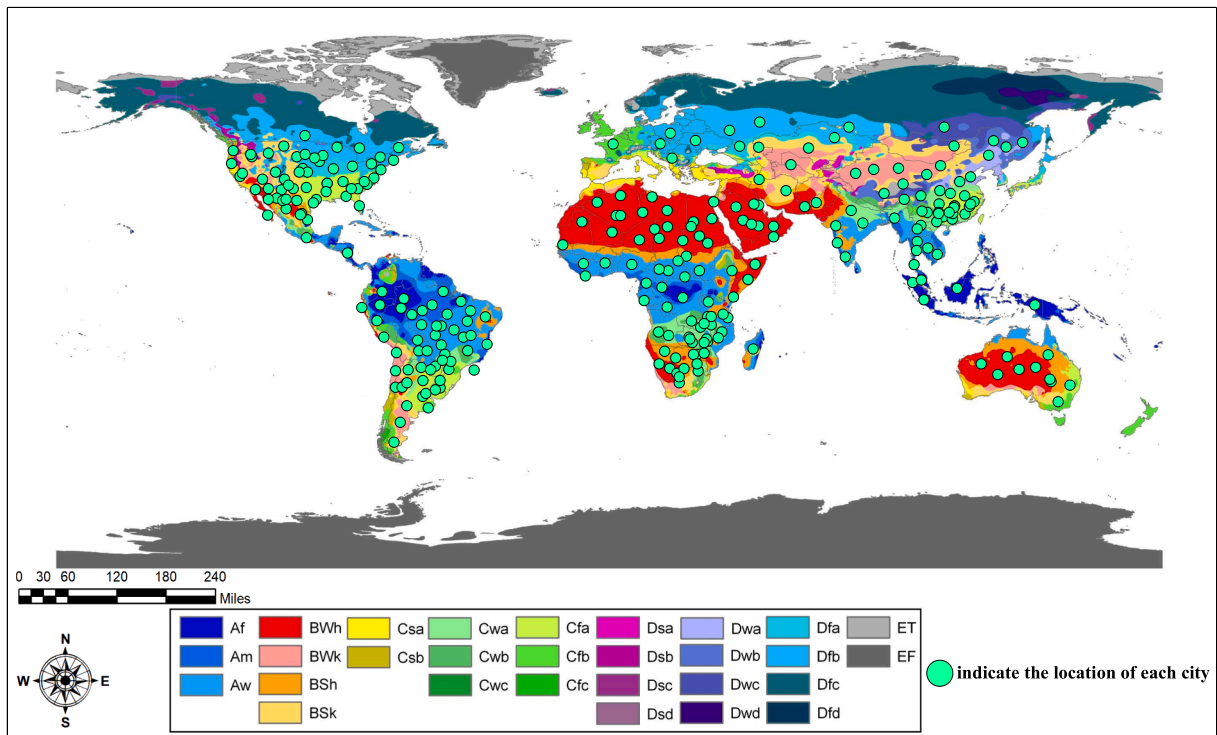 0 30 60 120 180 240
Miles
N
W E
S
Af BWh Csa Cwa Cfa Dsa Dwa Dfa ET
Am BWk Csb Cwb Cfb Dsb Dwb Dfb EF
Aw BSh Cwc Cfc Dsc Dwc Dfc
BSk Dsd Dwd Dfd
indicate the location of each city